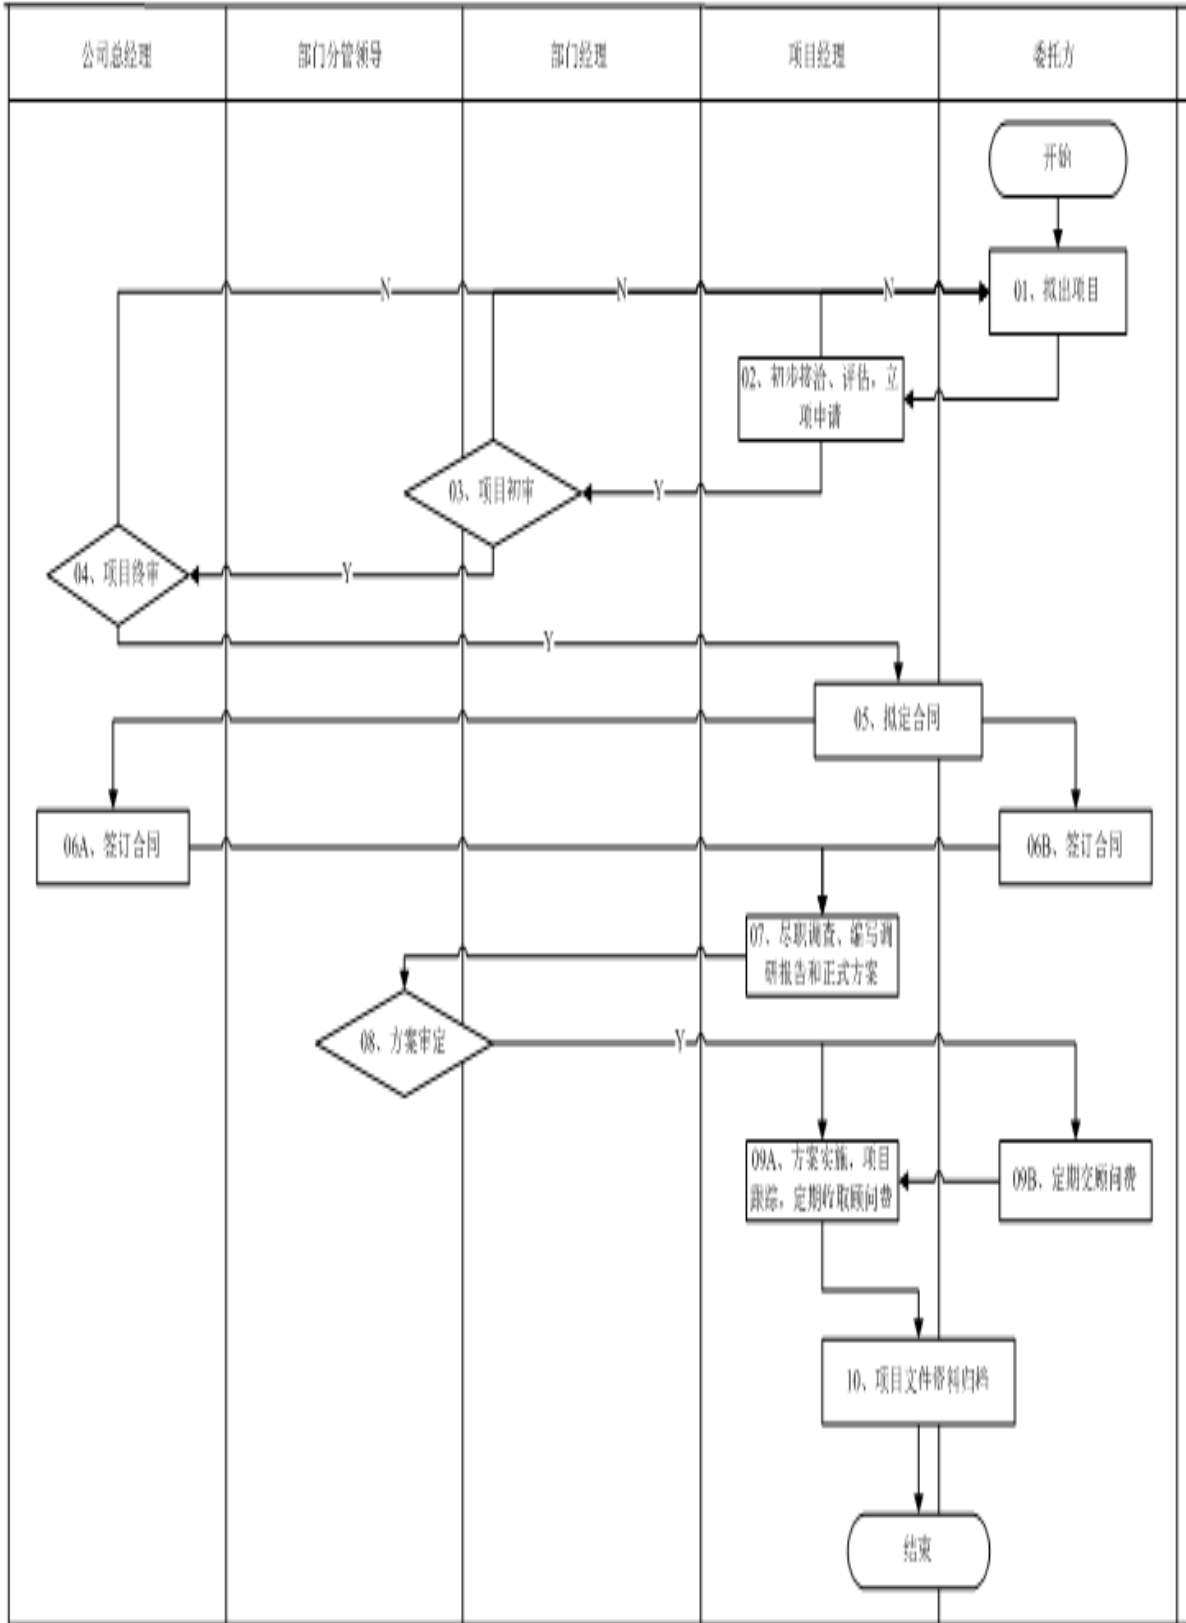 公司总经理
部门分管领导
部门经理
项目经理
委托方
开始
N
N
N
01、拟出项目
02、初步接洽、评估，立
项申请
03、项目初审
Y
04、项目终审
Y
Y
05、拟定合同
06A、签订合同
06B、签订合同
07、尽职调查、编写调
研报告和正式方案
08、方案审定
Y
09A、方案实施，项目
跟踪，定期收取顾问费
09B、定期交顾问费
10、项目文件资料归档
结束